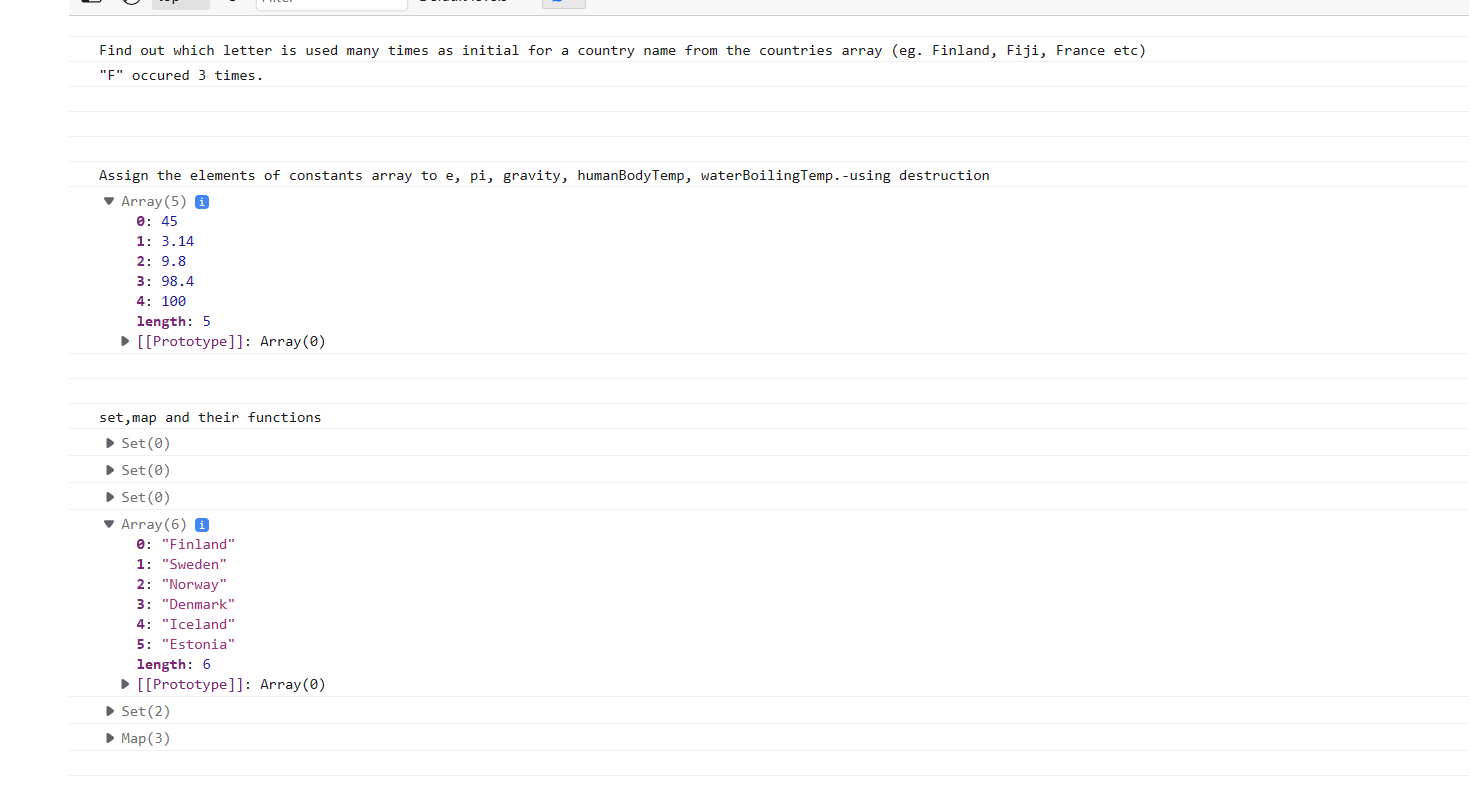 Find out which letter is used many times as initial for a country name from the countries array (eg. Finland, Fiji, France etc)
"F" occured 3 times.
Assign the elements of constants array to e, pi, gravity, humanBodyTemp, waterBoilingTemp.-using destruction
Array(5) i
0: 45
1: 3.14
2: 9.8
3: 98.4
4: 100
length: 5
[[Prototype]]: Array(0)
set,map and their functions
Set(0)
Set(0)
Set(0)
Array(6) i
0: "Finland"
1: "Sweden"
2: "Norway"
3: "Denmark"
4: "Iceland"
5: "Estonia"
length: 6
[[Prototype]]: Array(0)
Set(2)
Map(3)